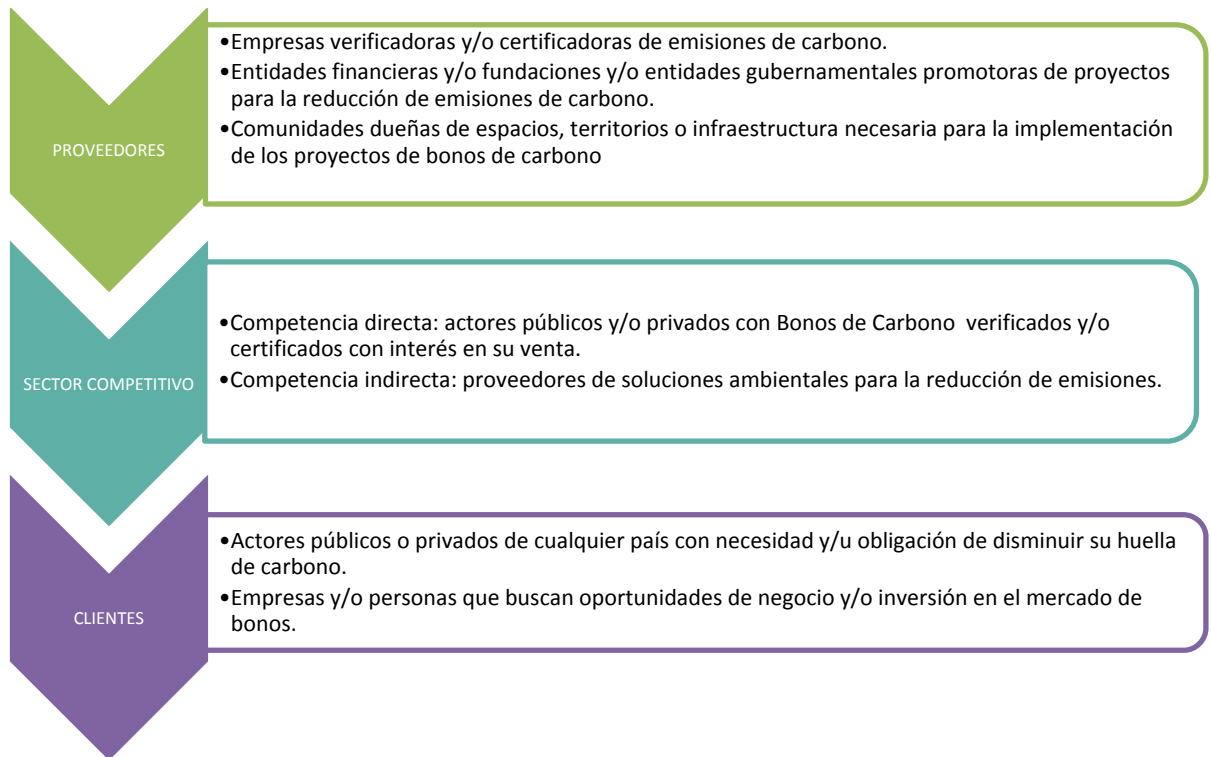 PROVEEDORES
•Empresas verificadoras y/o certificadoras de emisiones de carbono.
•Entidades financieras y/o fundaciones y/o entidades gubernamentales promotoras de proyectos
para la reducción de emisiones de carbono.
•Comunidades dueñas de espacios, territorios o infraestructura necesaria para la implementación
de los proyectos de bonos de carbono
SECTOR COMPETITIVO
•Competencia directa: actores públicos y/o privados con Bonos de Carbono  verificados y/o
certificados con interés en su venta.
•Competencia indirecta: proveedores de soluciones ambientales para la reducción de emisiones.
CLIENTES
•Actores públicos o privados de cualquier país con necesidad y/u obligación de disminuir su huella
de carbono.
•Empresas y/o personas que buscan oportunidades de negocio y/o inversión en el mercado de
bonos.